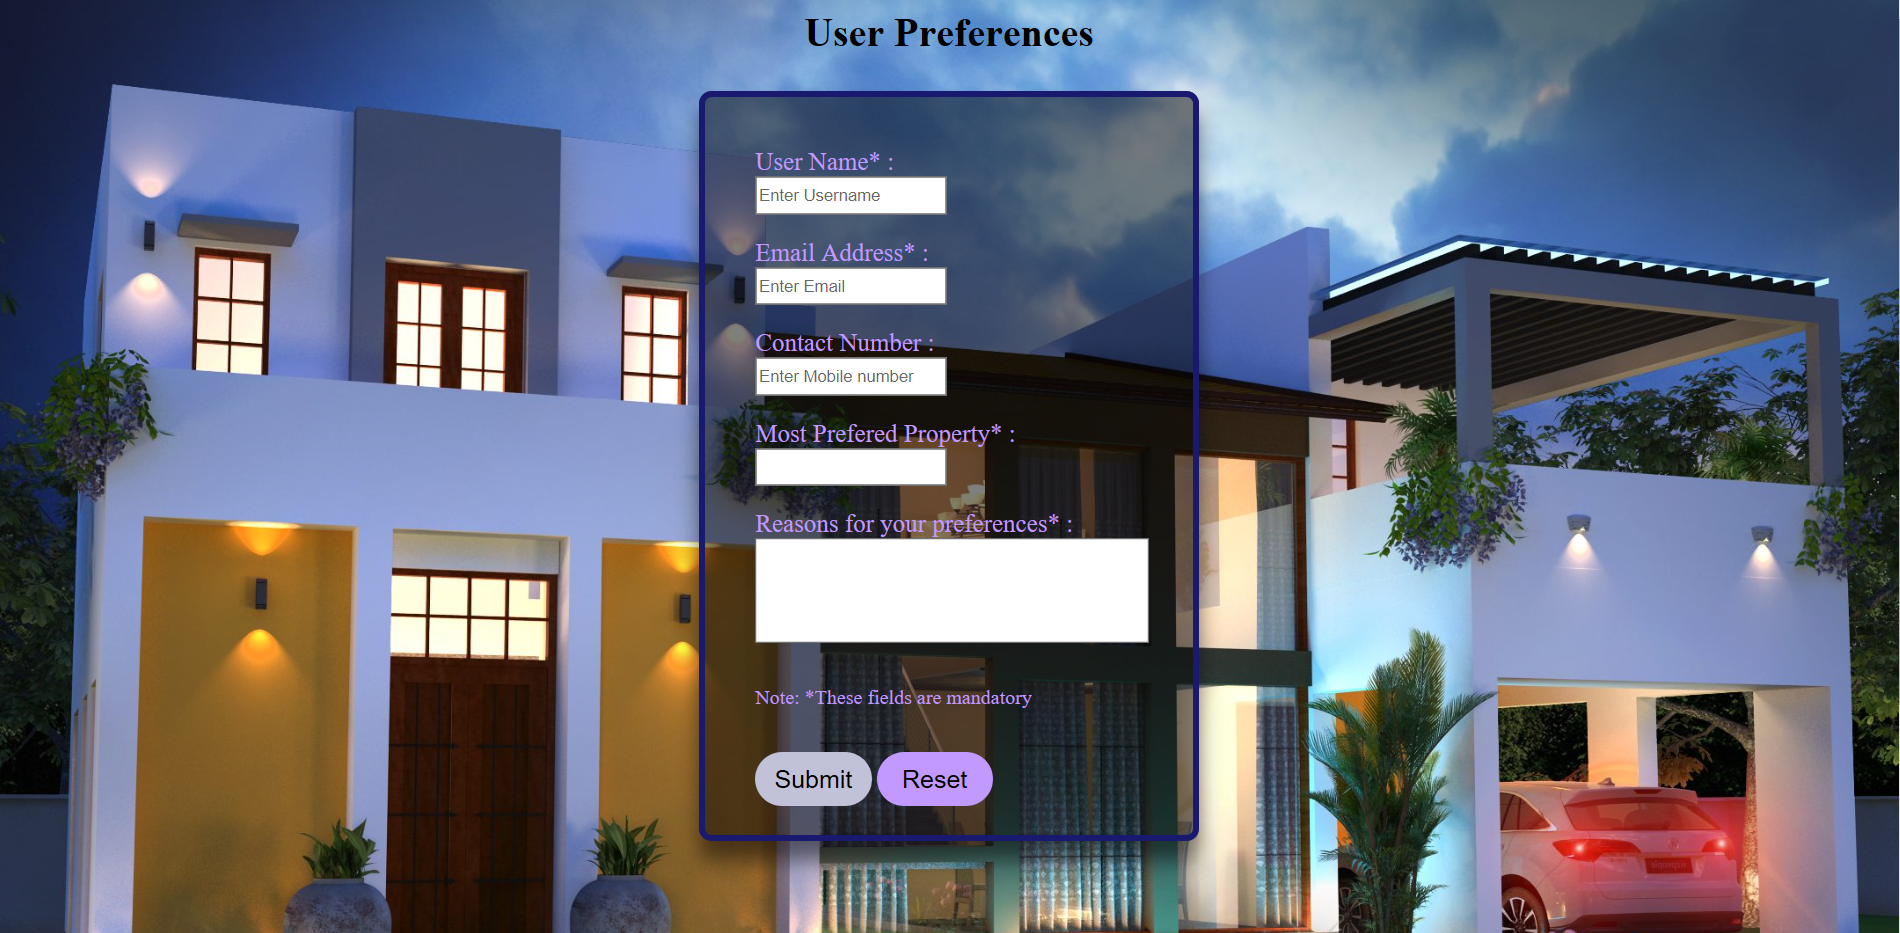 User Preferences
User Name* :
Enter Username
Email Address* :
Enter Email
Contact Number :
Enter Mobile number
Most Prefered Property* :
Reasons for your preferences* :
Note: *These fields are mandatory
Submit Reset